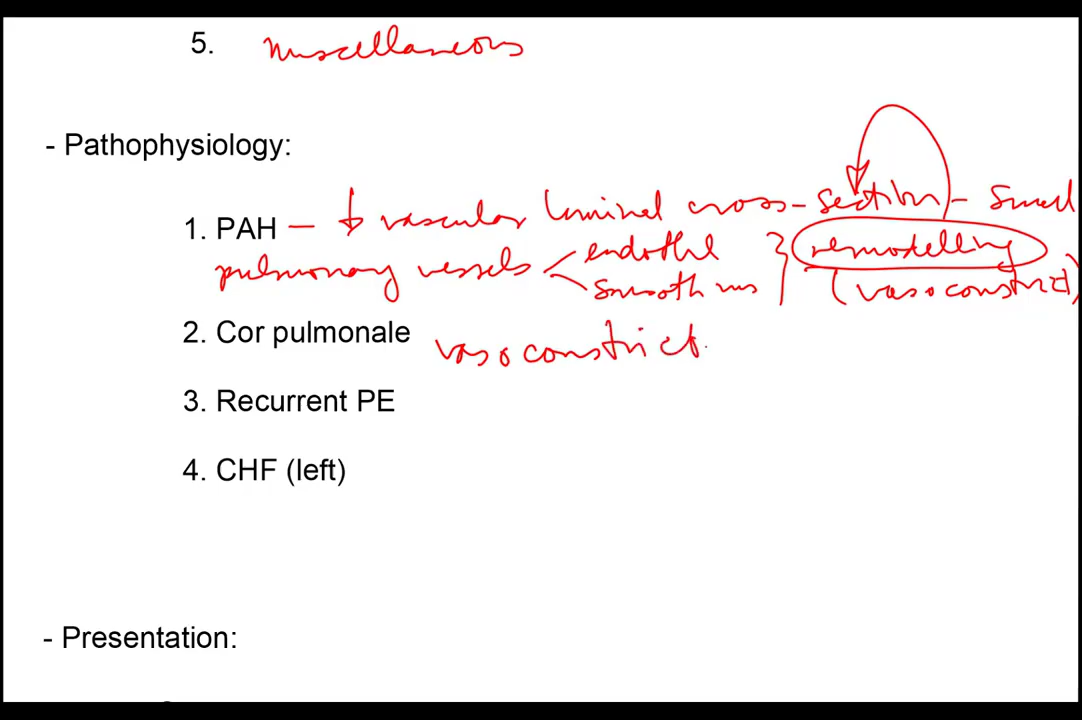 5. miscellaneous
- Pathophysiology:
1. PAH – ↓ vascular luminal cross-section – small
pulmonary vessels < endothel } remodelling
smooth mus (vasoconstrict)
2. Cor pulmonale vasoconstrict.
3. Recurrent PE
4. CHF (left)
- Presentation: